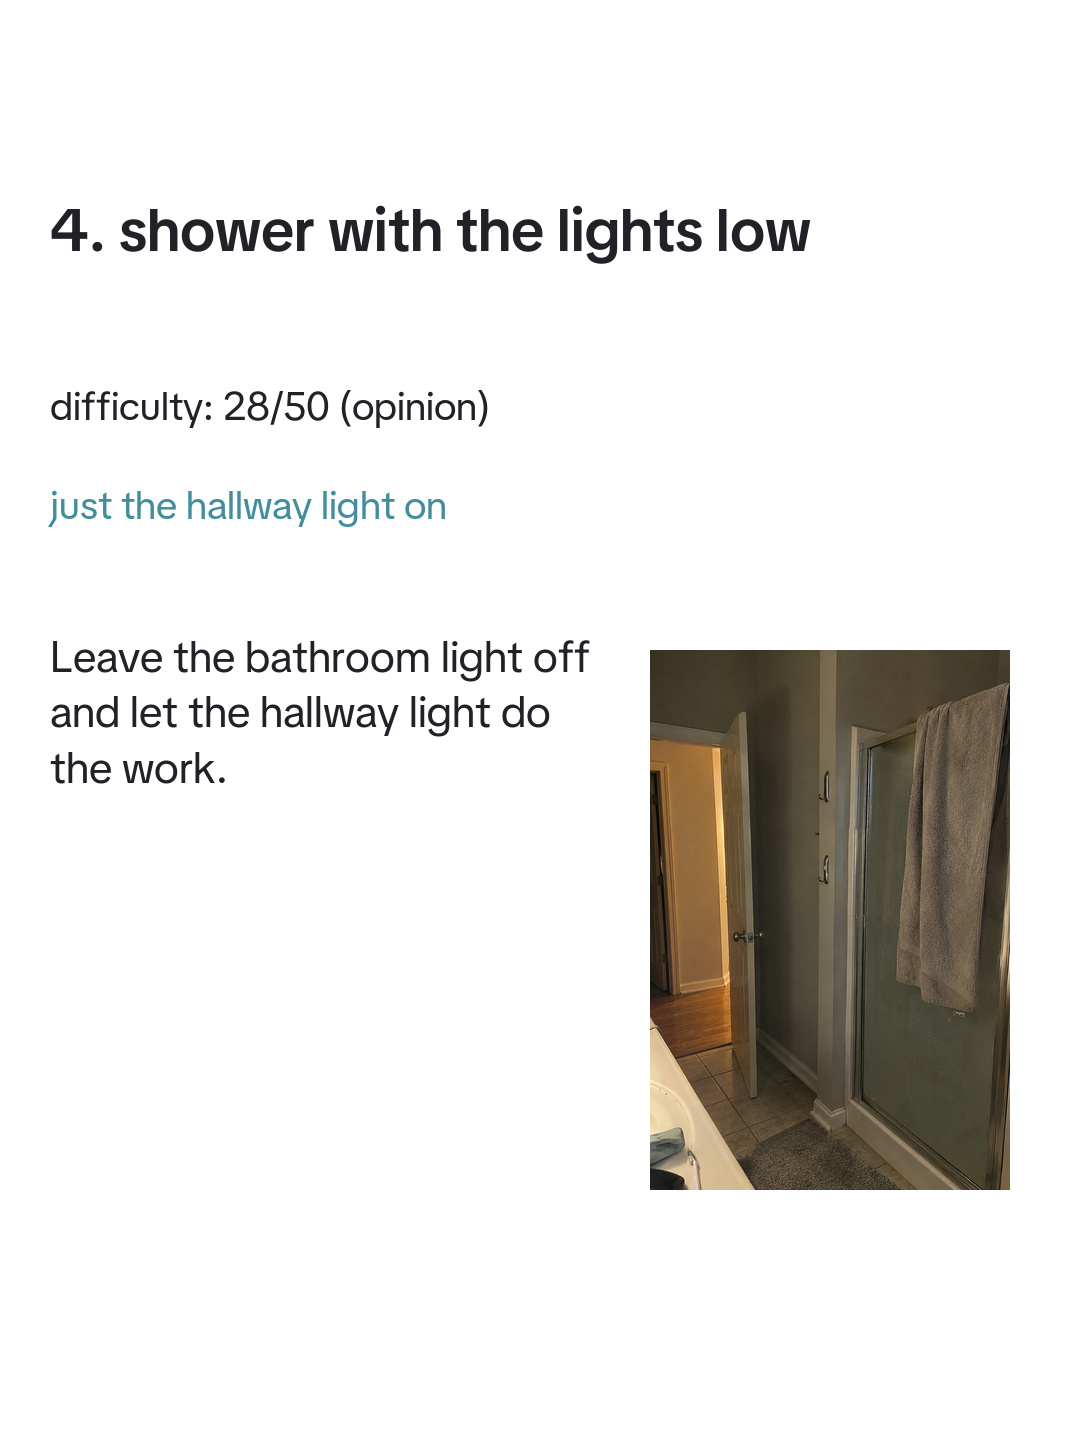 4. shower with the lights low
difficulty: 28/50 (opinion)
just the hallway light on
Leave the bathroom light off
and let the hallway light do
the work.